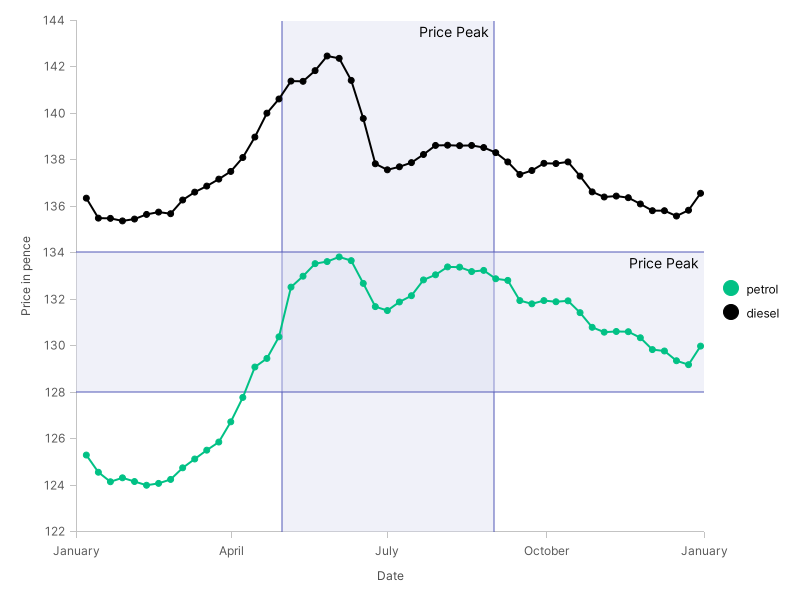 144
142
140
138
136
134
132
130
128
126
124
122
Price in pence
Price Peak
Price Peak
petrol
diesel
January
April
July
October
January
Date